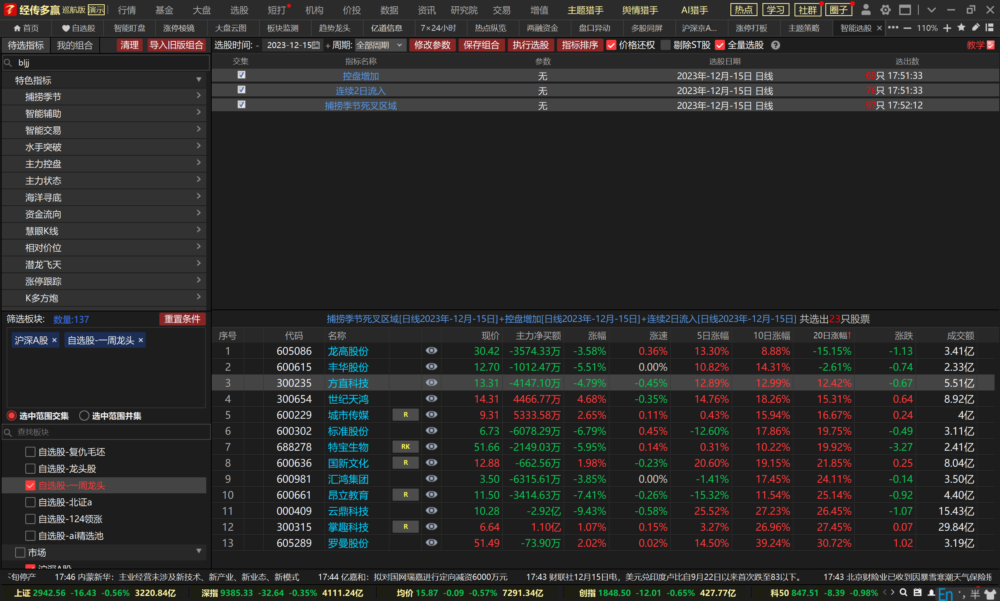 经传多赢 巡航版 演示 行情 基金 大盘 选股 短打 机构 价投 数据 资讯 研究院 交易 增值 主题猎手 舆情猎手 AI猎手 热点 学习 社群 圈子
首页 自选股 智能盯盘 涨停棱镜 大盘云图 板块监测 趋势龙头 亿道信息 7×24小时 热点纵览 两融资金 盘口异动 多股同屏 沪深京A... 涨停打板 主题策略 智能选股 × ••• 110%
待选指标 我的组合 清理 导入旧版组合 选股时间: - 2023-12-15 + 周期: 全部周期 修改参数 保存组合 执行选股 指标排序 价格还权 剔除ST股 全量选股 ? 教学
bljj
特色指标
捕捞季节
智能辅助
智能交易
水手突破
主力控盘
主力状态
海洋寻底
资金流向
慧眼K线
相对价位
潜龙飞天
涨停跟踪
K多方炮
交集 指标名称 参数 选股日期 选出数
控盘增加 无 2023年-12月-15日 日线 69只 17:51:33
连续2日流入 无 2023年-12月-15日 日线 76只 17:51:33
捕捞季节死叉区域 无 2023年-12月-15日 日线 97只 17:52:12
筛选板块: 数量:137 重置条件
沪深A股 × 自选股-一周龙头 ×
选中范围交集 选中范围并集
查找板块
自选股-复仇毛坯
自选股-龙头股
自选股-一周龙头
自选股-北证a
自选股-124领涨
自选股-ai精选池
市场
沪深A股
捕捞季节死叉区域[日线2023年-12月-15日]+控盘增加[日线2023年-12月-15日]+连续2日流入[日线2023年-12月-15日] 共选出23只股票
序号 代码 名称 现价 主力净买额 涨幅 涨速 5日涨幅 10日涨幅 20日涨幅↑ 涨跌 成交额
1 605086 龙高股份 30.42 -3574.33万 -3.58% 0.36% 13.30% 8.88% -15.15% -1.13 3.41亿
2 600615 丰华股份 12.70 -1012.47万 -5.51% 0.00% 10.82% 14.31% -2.61% -0.74 2.33亿
3 300235 方直科技 13.31 -4147.10万 -4.79% -0.45% 12.89% 12.99% 12.42% -0.67 5.51亿
4 300654 世纪天鸿 14.31 4466.77万 4.68% -0.35% 14.76% 18.26% 15.31% 0.64 8.92亿
5 600229 城市传媒 R 9.31 5333.58万 2.65% 0.11% 0.43% 15.94% 16.67% 0.24 4亿
6 600302 标准股份 6.73 -6078.29万 -6.79% 0.45% -12.60% 17.86% 19.75% -0.49 3.11亿
7 688278 特宝生物 RK 51.66 -2149.03万 -5.95% 0.14% 0.31% 10.22% 19.92% -3.27 2.41亿
8 600636 国新文化 R 12.88 -662.56万 1.98% -0.23% 20.60% 19.15% 21.85% 0.25 8.04亿
9 600981 汇鸿集团 3.50 -6315.61万 -3.85% 0.00% -1.41% 17.45% 24.11% -0.14 3.50亿
10 600661 昂立教育 R 11.50 -3414.63万 -7.41% -0.26% -15.32% 11.54% 25.14% -0.92 4.40亿
11 000409 云鼎科技 10.28 -2.92亿 -9.43% -0.58% 25.52% 27.23% 26.45% -1.07 15.43亿
12 300315 掌趣科技 R 6.64 1.10亿 1.07% 0.15% 3.27% 26.96% 27.45% 0.07 29.84亿
13 605289 罗曼股份 51.49 -73.90万 2.02% 0.02% 14.50% 39.24% 30.72% 1.02 3.19亿
旬停产 17:46 内蒙新华：主业经营未涉及新技术、新产业、新业态、新模式 17:44 亿嘉和：拟对国网瑞嘉进行定向减资6000万元 17:43 财联社12月15日电，美元兑印度卢比自9月22日以来首次跌至83以下。 17:43 北京财险业已收到因暴雪寒潮天气保险报
上证 2942.56 -16.43 -0.56% 3220.84亿 深指 9385.33 -32.64 -0.35% 4111.24亿 均价 15.87 -0.09 -0.57% 7291.34亿 创指 1848.50 -12.01 -0.65% 427.77亿 科50 847.51 -8.39 -0.98% En 半